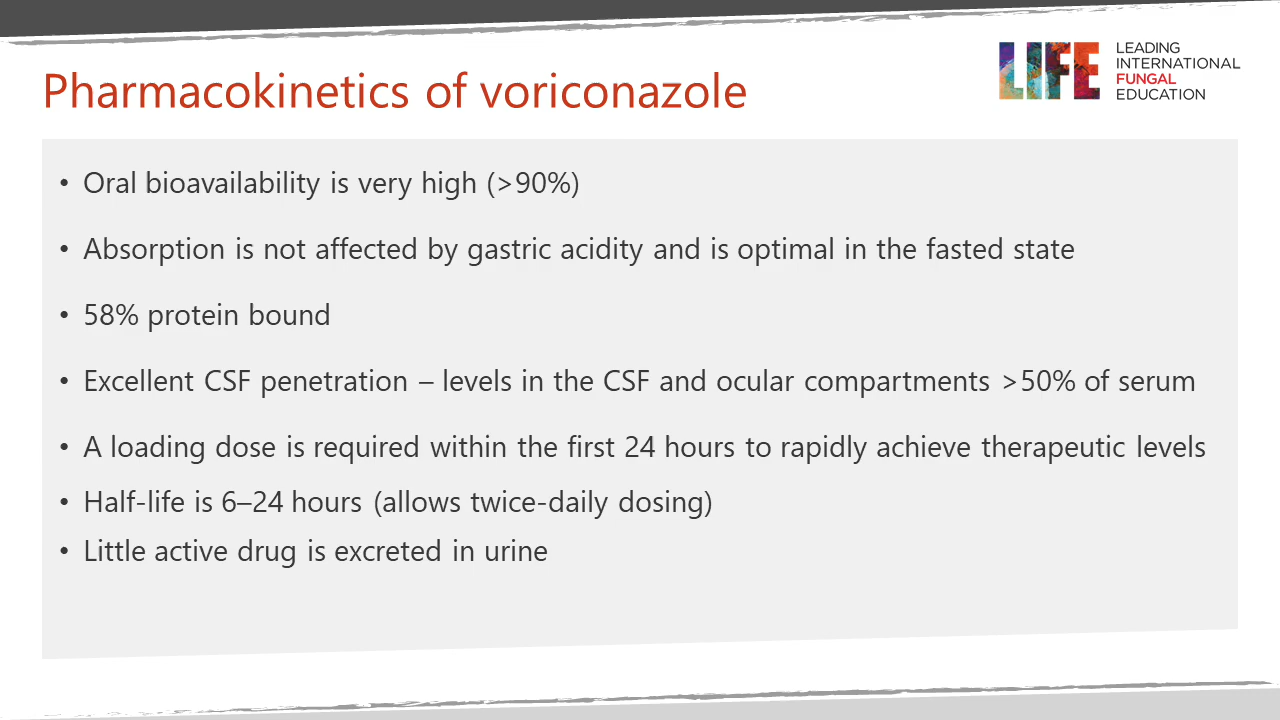 LIFE
LEADING
INTERNATIONAL
FUNGAL
EDUCATION
Pharmacokinetics of voriconazole
• Oral bioavailability is very high (>90%)
• Absorption is not affected by gastric acidity and is optimal in the fasted state
• 58% protein bound
• Excellent CSF penetration – levels in the CSF and ocular compartments >50% of serum
• A loading dose is required within the first 24 hours to rapidly achieve therapeutic levels
• Half-life is 6–24 hours (allows twice-daily dosing)
• Little active drug is excreted in urine